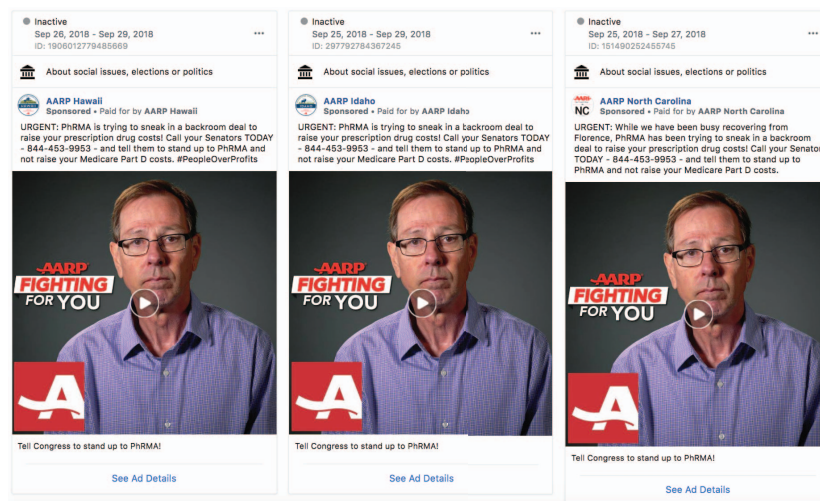 Inactive
Sep 26, 2018 - Sep 29, 2018
ID: 1906012779485669
About social issues, elections or politics
AARP Hawaii
Sponsored • Paid for by AARP Hawaii
URGENT: PhRMA is trying to sneak in a backroom deal to
raise your prescription drug costs! Call your Senators TODAY
- 844-453-9953 - and tell them to stand up to PhRMA and
not raise your Medicare Part D costs. #PeopleOverProfits
AARP
FIGHTING
FOR YOU
A
Tell Congress to stand up to PhRMA!
See Ad Details
Inactive
Sep 25, 2018 - Sep 29, 2018
ID: 297792784367245
About social issues, elections or politics
AARP Idaho
Sponsored • Paid for by AARP Idaho
URGENT: PhRMA is trying to sneak in a backroom deal to
raise your prescription drug costs! Call your Senators TODAY
- 844-453-9953 - and tell them to stand up to PhRMA and
not raise your Medicare Part D costs. #PeopleOverProfits
AARP
FIGHTING
FOR YOU
A
Tell Congress to stand up to PhRMA!
See Ad Details
Inactive
Sep 25, 2018 - Sep 27, 2018
ID: 151490252455745
About social issues, elections or politics
AARP
NC
AARP North Carolina
Sponsored • Paid for by AARP North Carolina
URGENT: While we have been busy recovering from
Florence, PhRMA has been trying to sneak in a backroom
deal to raise your prescription drug costs! Call your Senator
TODAY - 844-453-9953 - and tell them to stand up to
PhRMA and not raise your Medicare Part D costs.
AARP
FIGHTING
FOR YOU
A
Tell Congress to stand up to PhRMA!
See Ad Details